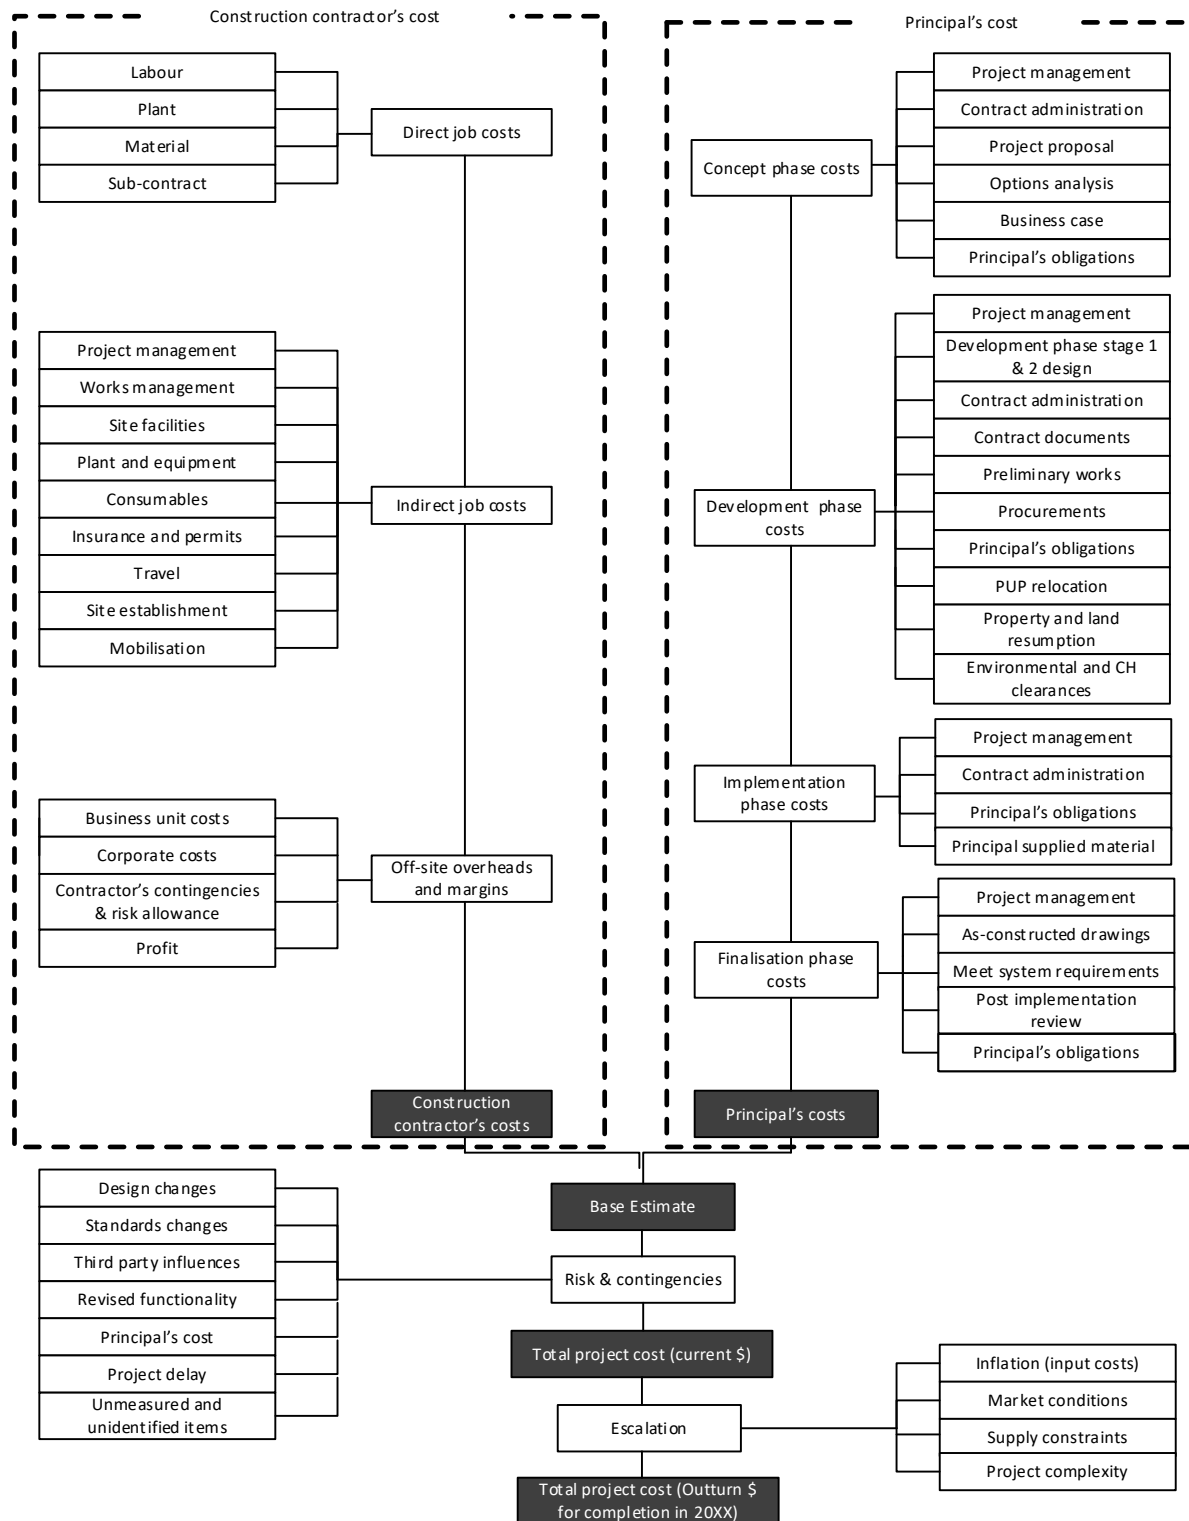 Construction contractor's cost
Labour
Plant
Material
Sub-contract
Direct job costs
Project management
Works management
Site facilities
Plant and equipment
Consumables
Insurance and permits
Travel
Site establishment
Mobilisation
Indirect job costs
Business unit costs
Corporate costs
Contractor's contingencies
& risk allowance
Profit
Off-site overheads
and margins
Construction
contractor's costs
Principal's cost
Project management
Contract administration
Project proposal
Options analysis
Business case
Principal's obligations
Concept phase costs
Project management
Development phase stage 1
& 2 design
Contract administration
Contract documents
Preliminary works
Procurements
Principal's obligations
PUP relocation
Property and land
resumption
Environmental and CH
clearances
Development phase
costs
Project management
Contract administration
Principal's obligations
Principal supplied material
Implementation
phase costs
Project management
As-constructed drawings
Meet system requirements
Post implementation
review
Principal's obligations
Finalisation phase
costs
Principal's costs
Base Estimate
Design changes
Standards changes
Third party influences
Revised functionality
Principal's cost
Project delay
Unmeasured and
unidentified items
Risk & contingencies
Total project cost (current $)
Inflation (input costs)
Market conditions
Supply constraints
Project complexity
Escalation
Total project cost (Outturn $
for completion in 20XX)